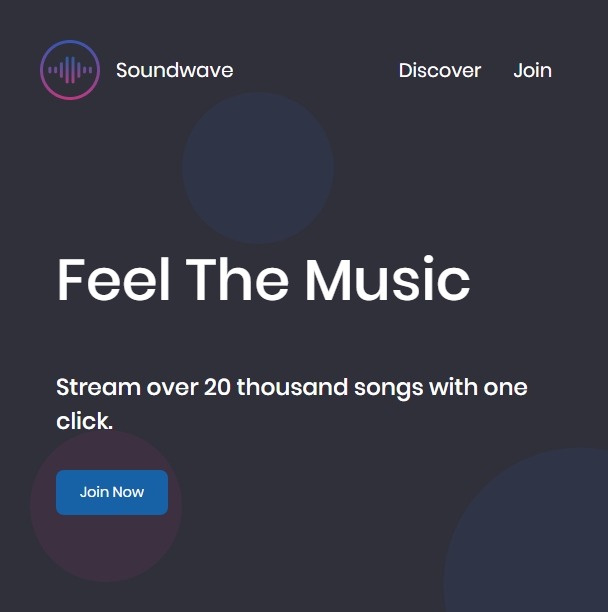 Soundwave Discover Join
Feel The Music
Stream over 20 thousand songs with one
click.
Join Now